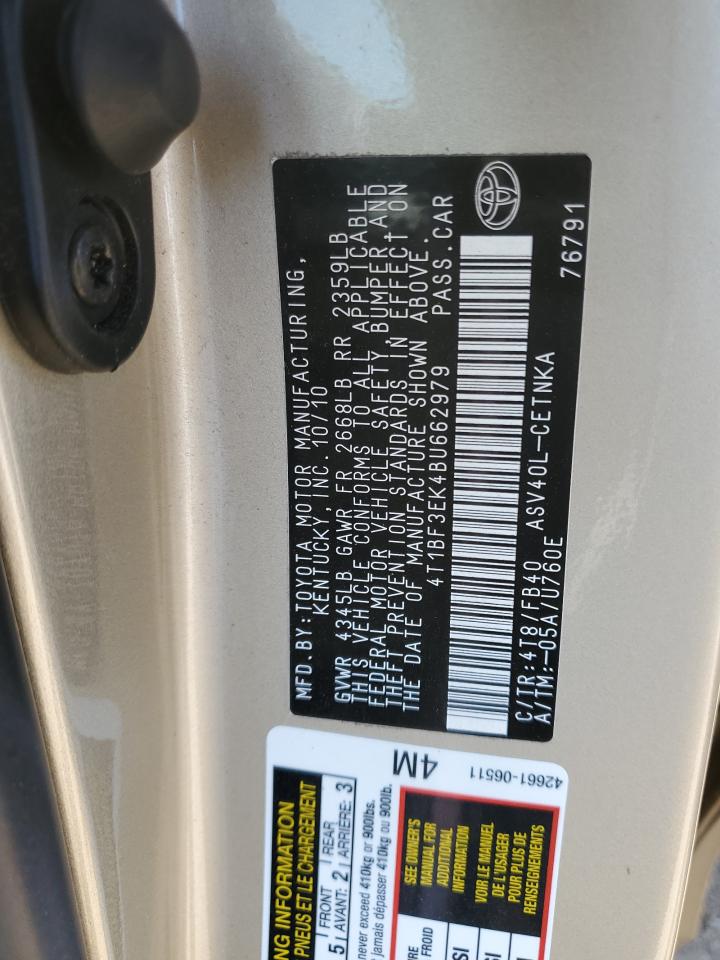 MFD.BY:TOYOTA MOTOR MANUFACTURING,
KENTUCKY, INC. 10/10
GVWR 4345LB GAWR FR 2668LB RR 2359LB
THIS VEHICLE CONFORMS TO ALL APPLICABLE
FEDERAL MOTOR VEHICLE SAFETY, BUMPER AND
THEFT PREVENTION STANDARDS IN EFFECT ON
THE DATE OF MANUFACTURE SHOWN ABOVE.
4T1BF3EK4BU662979 PASS.CAR
C/TR:4T8/FB40 ASV40L-CETNKA
A/TM:-05A/U760E
76791
NG INFORMATION
PNEUS ET LE CHARGEMENT
5 FRONT
LAVANT: 2 REAR
ARRIÈRE: 3
never exceed 410kg or 900lbs.
jamais dépasser 410kg ou 900lb.
4M
42661-06511
SEE OWNER'S
MANUAL FOR
ADDITIONAL
INFORMATION
VOIR LE MANUEL
DE L'USAGER
POUR PLUS DE
RENSEIGNEMENTS
FROID